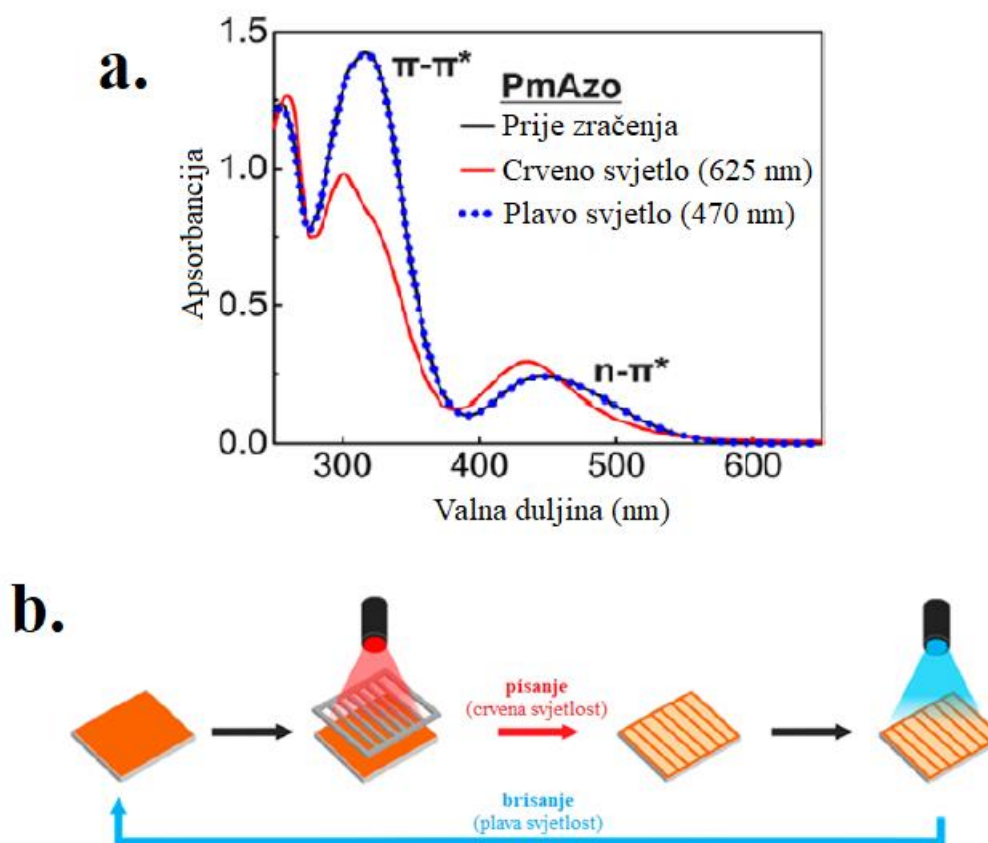 a.
1.5
π-π*
PmAzo
Prije zračenja
Crveno svjetlo (625 nm)
Plavo svjetlo (470 nm)
1.0
Apsorbancija
0.5
n-π*
0.0
300 400 500 600
Valna duljina (nm)
b.
pisanje
(crvena svjetlost)
brisanje
(plava svjetlost)